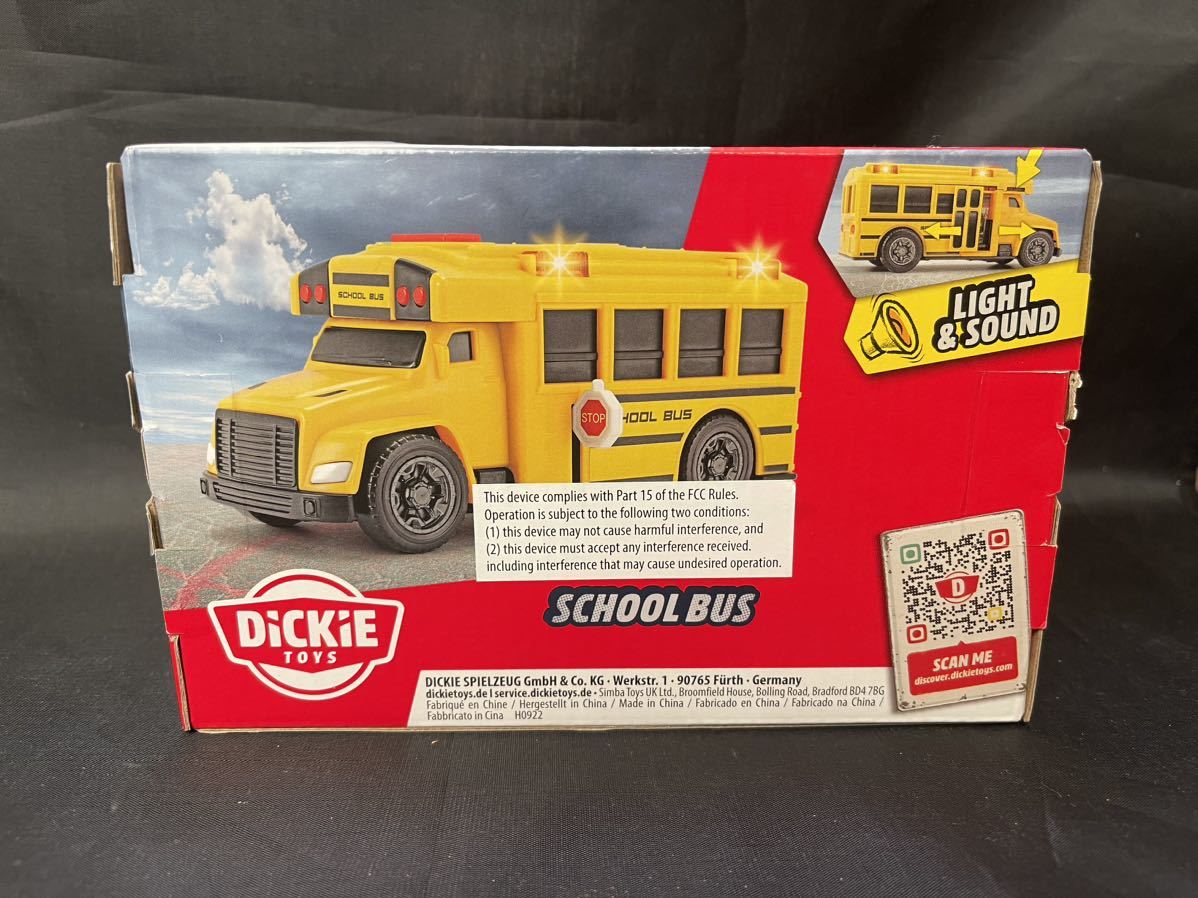 LIGHT
& SOUND
SCHOOL BUS
STOP
HOOL BUS
This device complies with Part 15 of the FCC Rules.
Operation is subject to the following two conditions:
(1) this device may not cause harmful interference, and
(2) this device must accept any interference received.
including interference that may cause undesired operation.
SCHOOL BUS
DiCKiE
TOYS
D
SCAN ME
discover.dickietoys.com
DICKIE SPIELZEUG GmbH & Co. KG · Werkstr. 1 · 90765 Fürth · Germany
dickietoys.de I service.dickietoys.de • Simba Toys UK Ltd., Broomfield House, Bolling Road, Bradford BD4 7BG
Fabriqué en Chine / Hergestellt in China / Made in China / Fabricado en China / Fabricado na China /
Fabbricato in Cina H0922